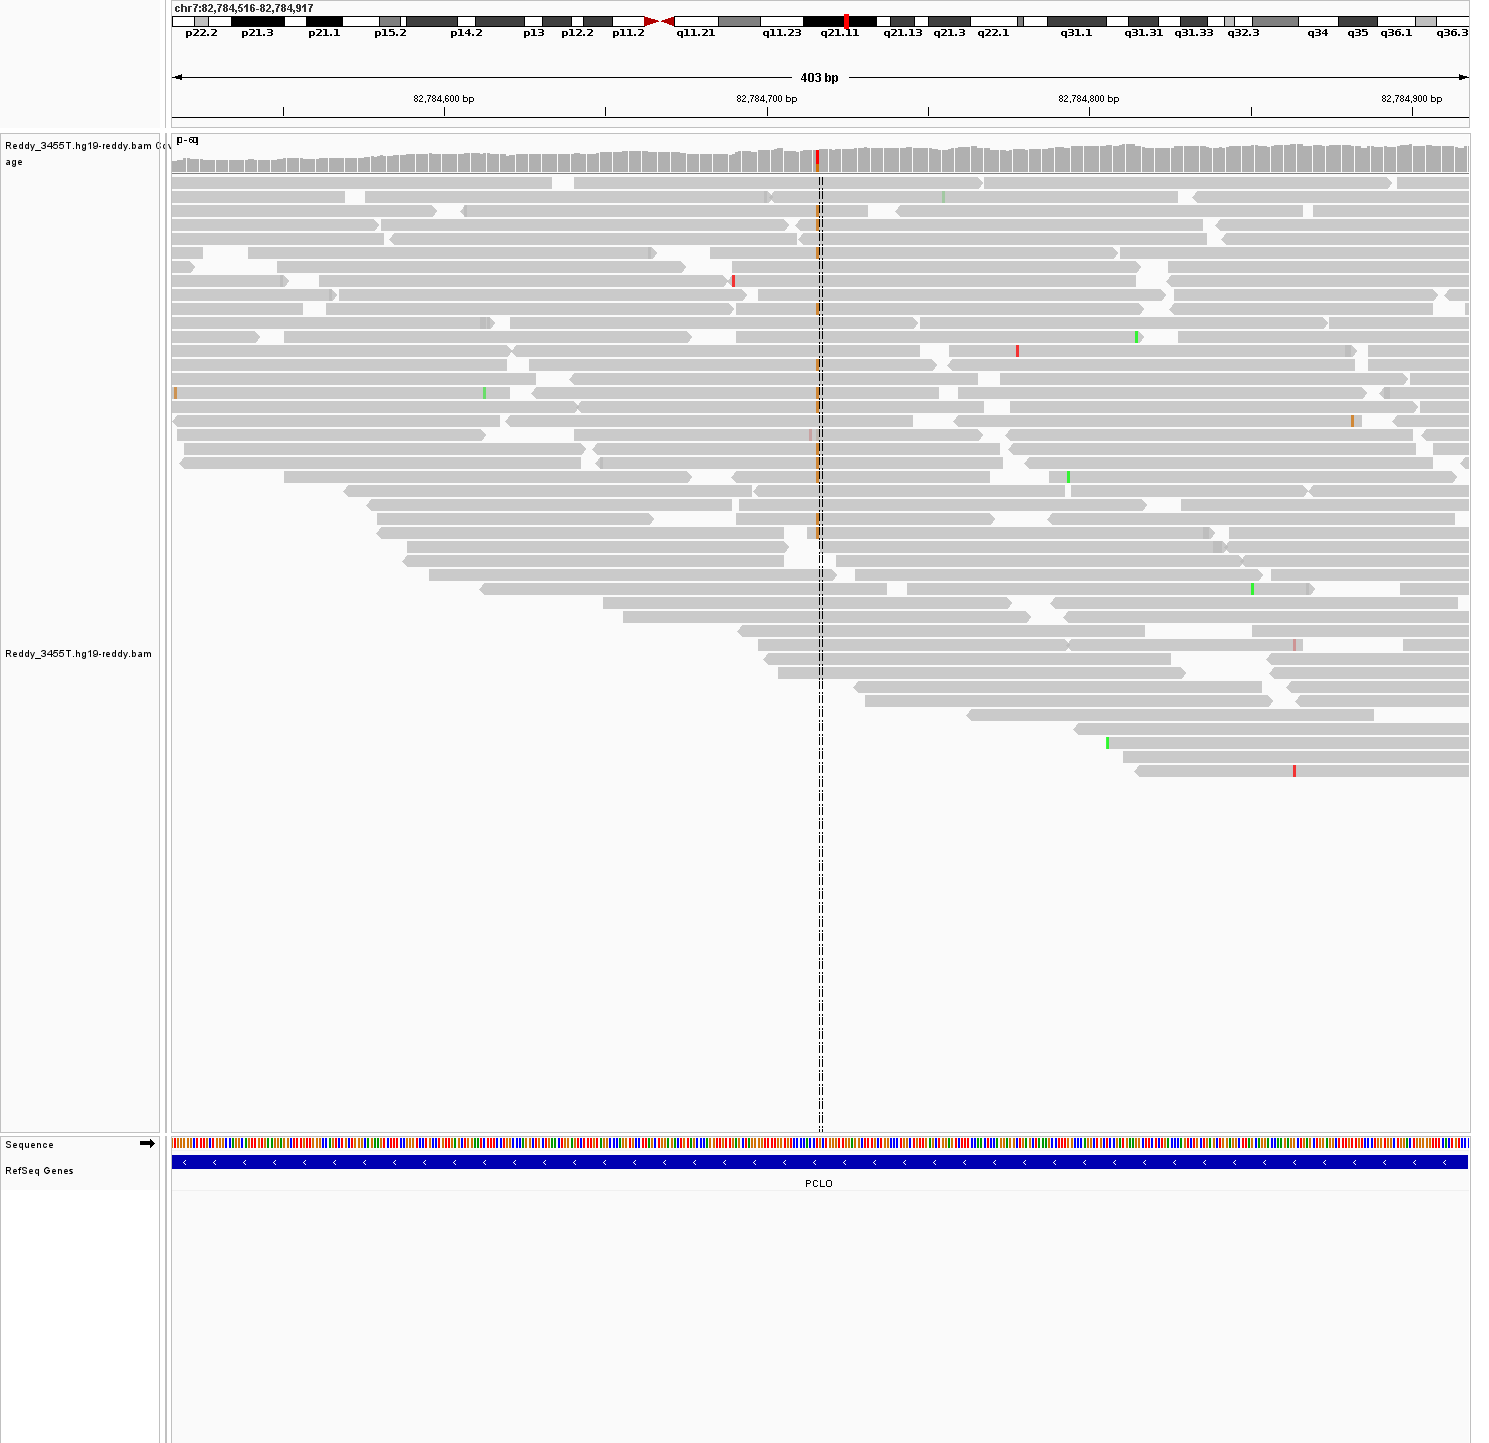 chr7:82,784,516-82,784,917
p22.2 p21.3 p21.1 p15.2 p14.2 p13 p12.2 p11.2 q11.21 q11.23 q21.11 q21.13 q21.3 q22.1 q31.1 q31.31 q31.33 q32.3 q34 q35 q36.1 q36.3
403 bp
82,784,600 bp 82,784,700 bp 82,784,800 bp 82,784,900 bp
[0 - 60]
Reddy_3455T.hg19-reddy.bam Cov
age
Reddy_3455T.hg19-reddy.bam
Sequence
RefSeq Genes
PCLO